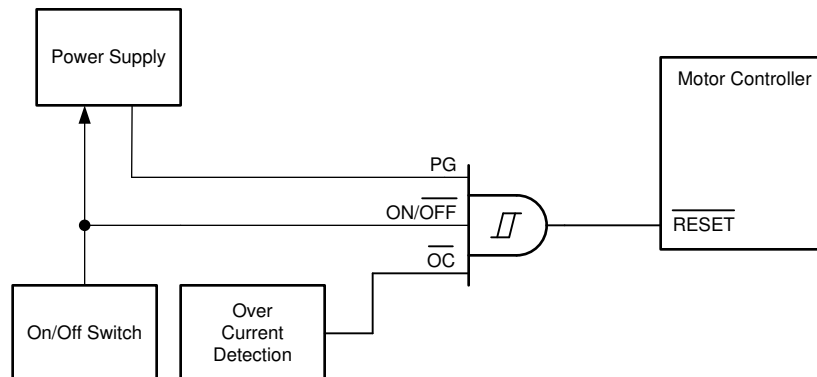 Power Supply
Motor Controller
PG
ON/OFF
RESET
OC
On/Off Switch
Over
Current
Detection